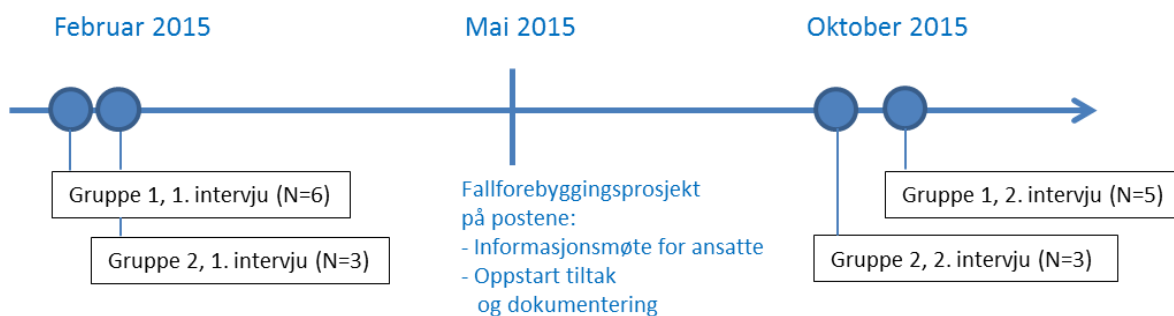 Februar 2015
Mai 2015
Oktober 2015
Gruppe 1, 1. intervju (N=6)
Gruppe 2, 1. intervju (N=3)
Fallforebyggingsprosjekt
på postene:
- Informasjonsmøte for ansatte
- Oppstart tiltak
og dokumentering
Gruppe 1, 2. intervju (N=5)
Gruppe 2, 2. intervju (N=3)